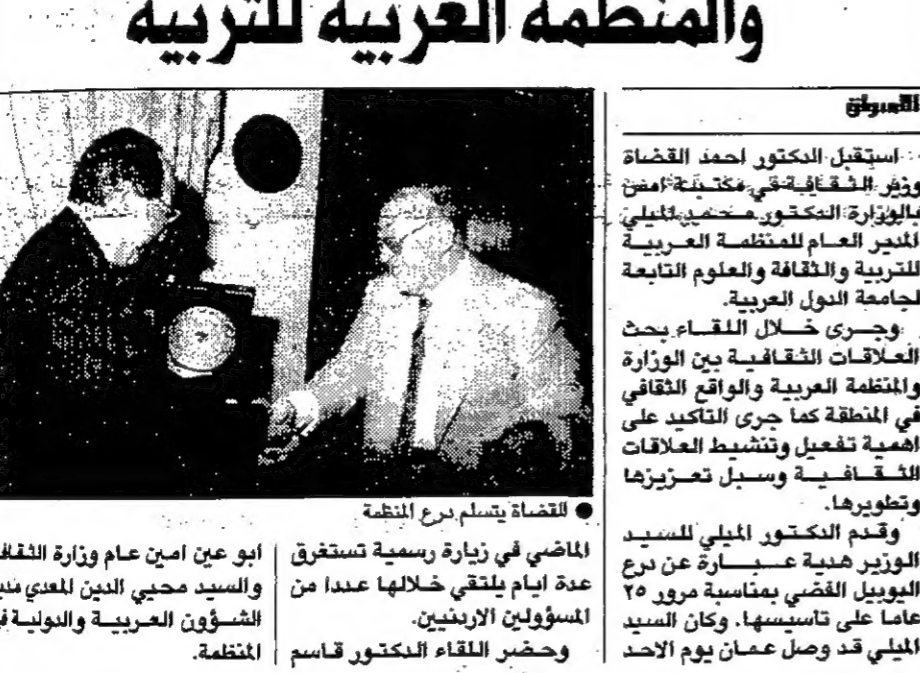 والمنظمة العربية للتربية
استقبل الدكتور احمد القضاة
وزير الثقافة في مكتبه امس
بالوزارة الدكتور محمد الميلي
المدير العام للمنظمة العربية
للتربية والثقافة والعلوم التابعة
لجامعة الدول العربية.
وجرى خلال اللقاء بحث
العلاقات الثقافية بين الوزارة
والمنظمة العربية والواقع الثقافي
في المنطقة كما جرى التاكيد على
اهمية تفعيل وتنشيط العلاقات
الثقافية وسبل تعزيزها
وتطويرها.
وقدم الدكتور الميلي للسيد
الوزير هدية عبارة عن درع
اليوبيل الفضي بمناسبة مرور ٢٥
عاما على تاسيسها. وكان السيد
الميلي قد وصل عمان يوم الاحد
● القضاة يتسلم درع المنظمة
الماضي في زيارة رسمية تستغرق
عدة ايام يلتقي خلالها عددا من
المسؤولين الاردنيين.
وحضر اللقاء الدكتور قاسم
ابو عين امين عام وزارة الثقافة
والسيد محيي الدين المعدي مدير
الشؤون العربية والدولية في
المنظمة.